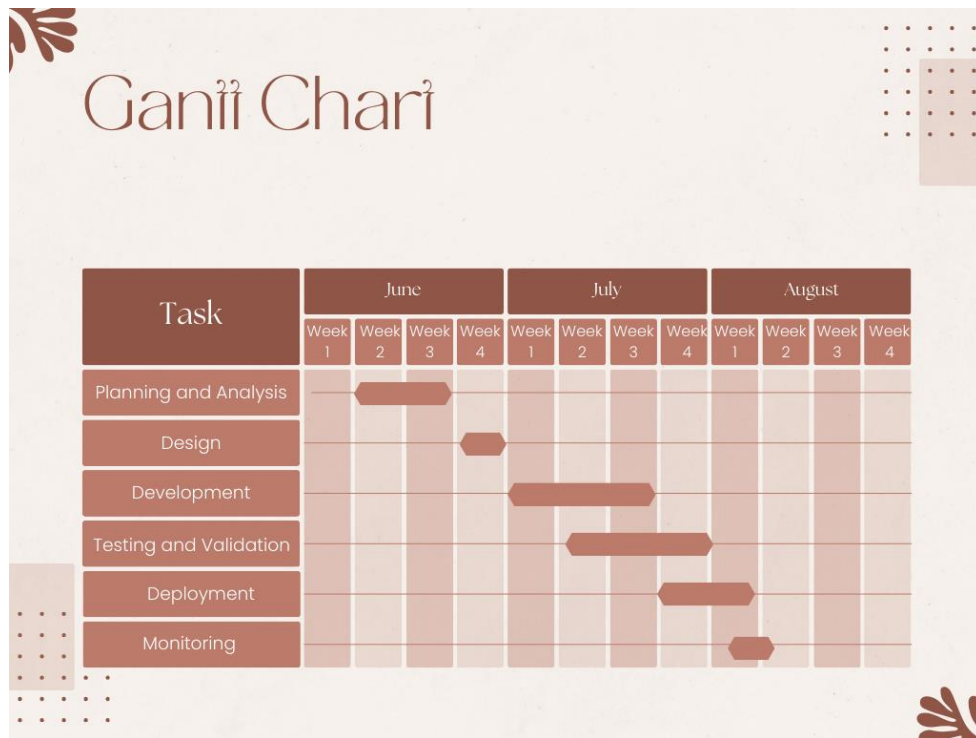 Gantt Chart
Task
June
July
August
Week 1
Week 2
Week 3
Week 4
Week 1
Week 2
Week 3
Week 4
Week 1
Week 2
Week 3
Week 4
Planning and Analysis
Design
Development
Testing and Validation
Deployment
Monitoring